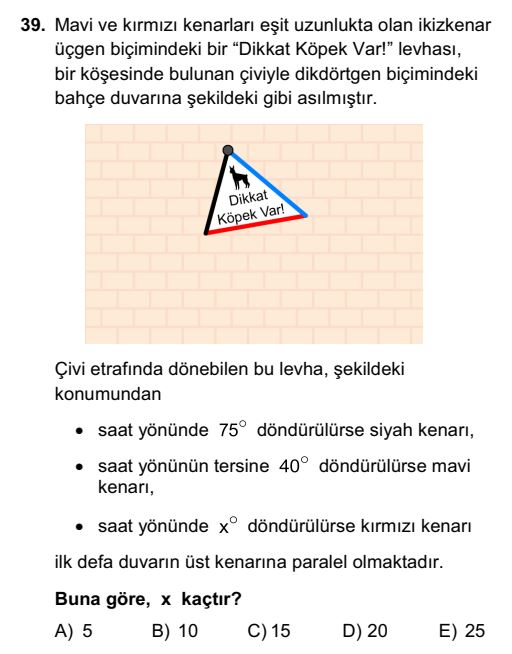 39. Mavi ve kırmızı kenarları eşit uzunlukta olan ikizkenar
üçgen biçimindeki bir “Dikkat Köpek Var!” levhası,
bir köşesinde bulunan çiviyle dikdörtgen biçimindeki
bahçe duvarına şekildeki gibi asılmıştır.
Dikkat
Köpek Var!
Çivi etrafında dönebilen bu levha, şekildeki
konumundan
• saat yönünde 75° döndürülürse siyah kenarı,
• saat yönünün tersine 40° döndürülürse mavi
kenarı,
• saat yönünde x° döndürülürse kırmızı kenarı
ilk defa duvarın üst kenarına paralel olmaktadır.
Buna göre, x kaçtır?
A) 5 B) 10 C) 15 D) 20 E) 25